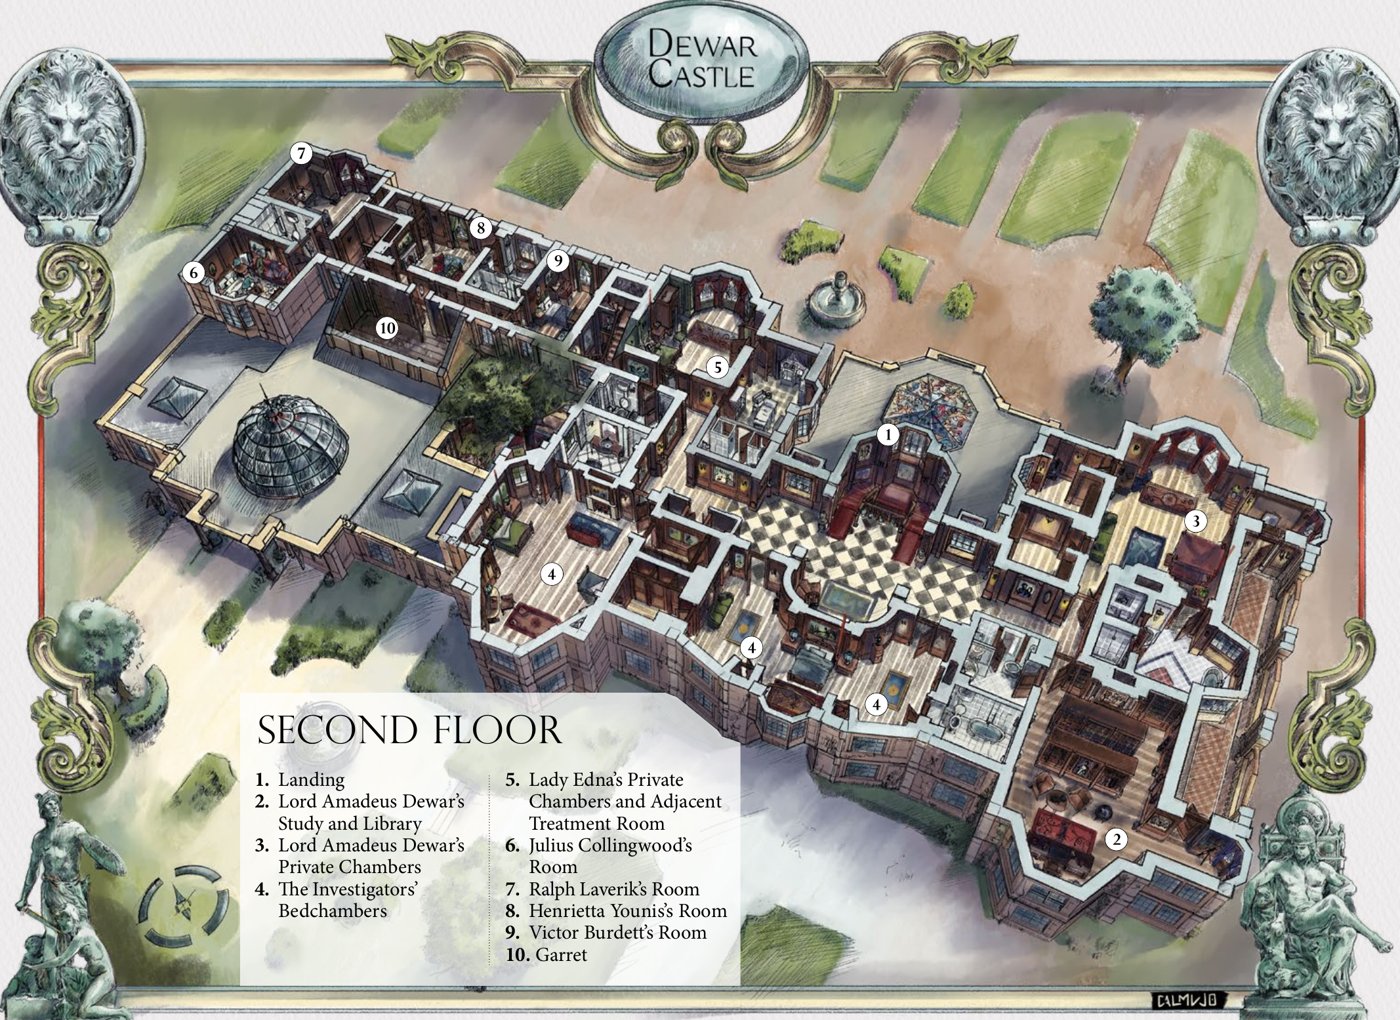 DEWAR
CASTLE
7
8
9
6
10
5
1
3
4
4
4
2
SECOND FLOOR
1. Landing
2. Lord Amadeus Dewar’s
Study and Library
3. Lord Amadeus Dewar’s
Private Chambers
4. The Investigators’
Bedchambers
5. Lady Edna’s Private
Chambers and Adjacent
Treatment Room
6. Julius Collingwood’s
Room
7. Ralph Laverik’s Room
8. Henrietta Younis’s Room
9. Victor Burdett’s Room
10. Garret
CALMUJO